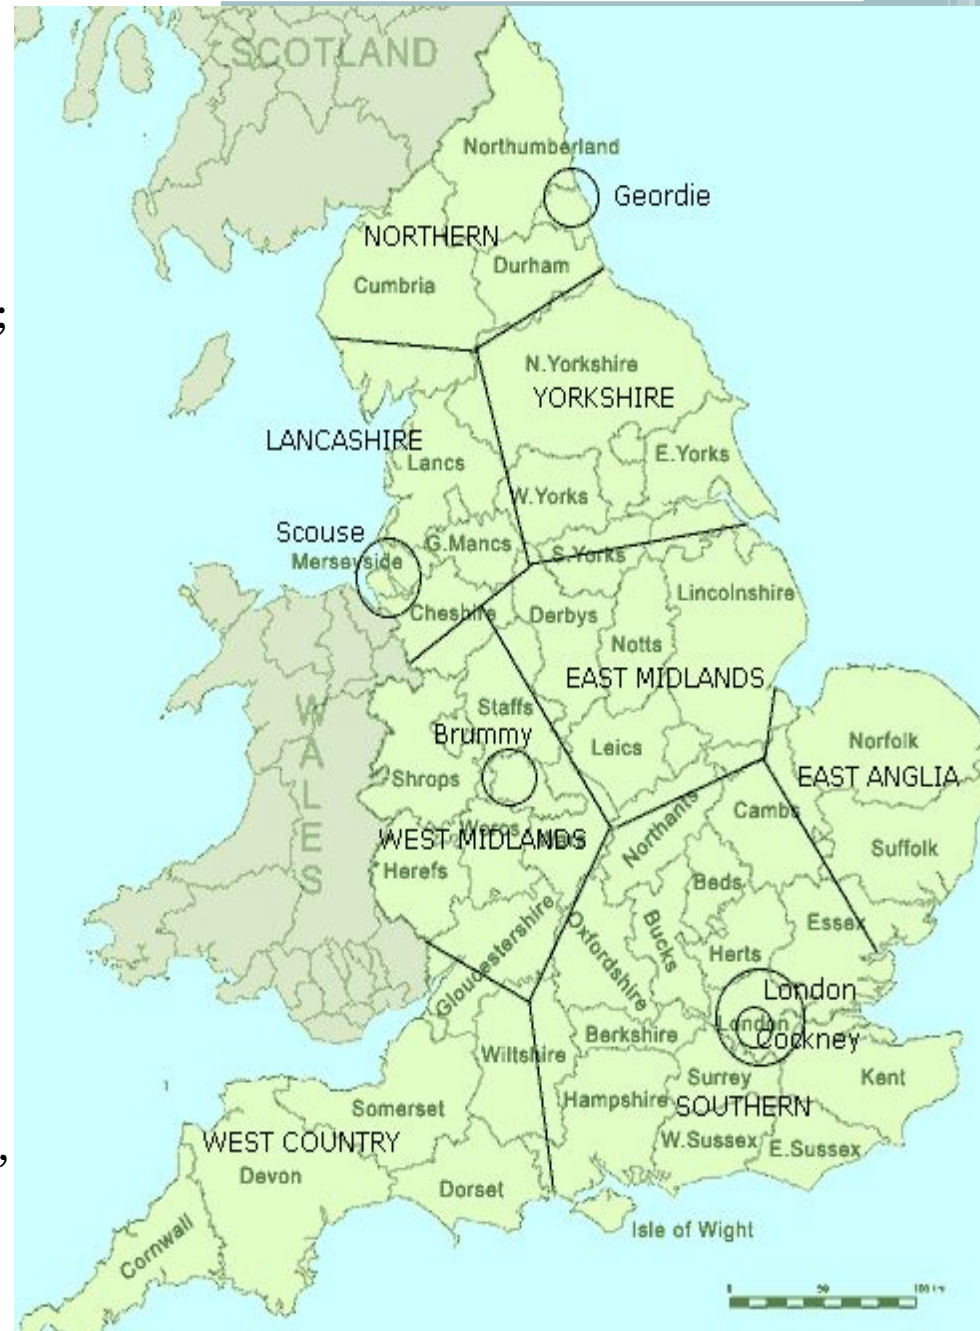 SCOTLAND
Northumberland
Geordie
NORTHERN
Durham
Cumbria
;
N.Yorkshire
YORKSHIRE
LANCASHIRE
E.Yorks
Lancs
W.Yorks
Scouse
G.Mancs
S.Yorks
Merseyside
Lincolnshire
Cheshire
Derbys
Notts
EAST MIDLANDS
WALES
Staffs
Brummy
Leics
Norfolk
Shrops
EAST ANGLIA
Cambs
Northants
Worcs
WEST MIDLANDS
Suffolk
Herefs
Beds
Essex
Gloucestershire
Oxfordshire
Bucks
Herts
London
London
Cockney
Berkshire
Wiltshire
Surrey
Kent
Hampshire
SOUTHERN
Somerset
WEST COUNTRY
W.Sussex
E.Sussex
,
Devon
Dorset
Isle of Wight
Cornwall
0